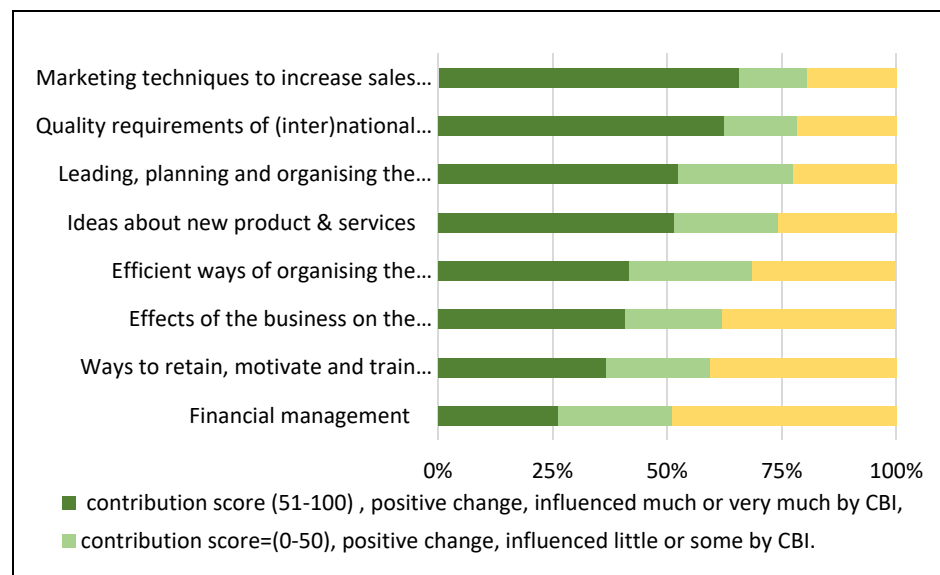 Marketing techniques to increase sales...
Quality requirements of (inter)national...
Leading, planning and organising the...
Ideas about new product & services
Efficient ways of organising the...
Effects of the business on the...
Ways to retain, motivate and train...
Financial management
0% 25% 50% 75% 100%
contribution score (51-100) , positive change, influenced much or very much by CBI,
contribution score=(0-50), positive change, influenced little or some by CBI.